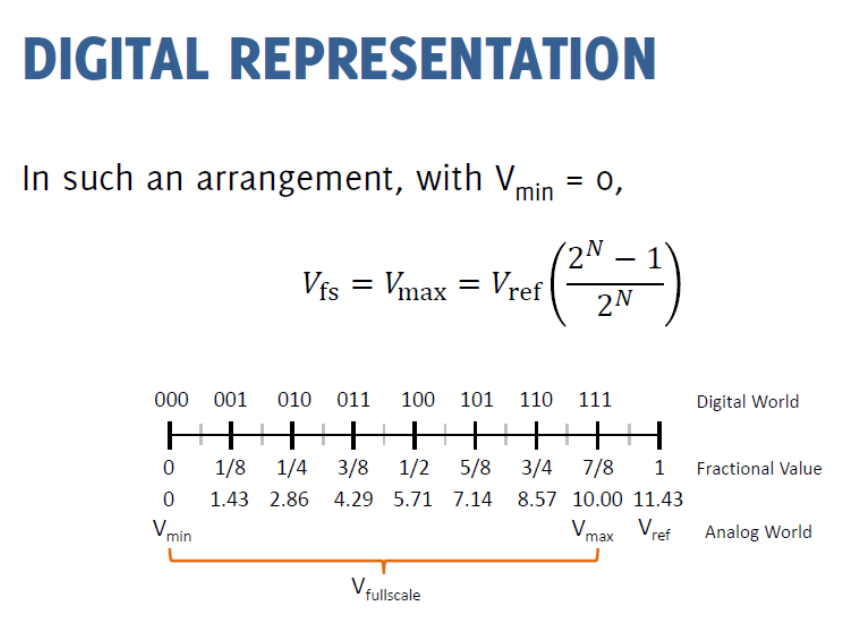 DIGITAL REPRESENTATION
In such an arrangement, with Vmin = 0,
Vfs = Vmax = Vref (2^N − 1 / 2^N)
000 001 010 011 100 101 110 111 Digital World
0 1/8 1/4 3/8 1/2 5/8 3/4 7/8 1 Fractional Value
0 1.43 2.86 4.29 5.71 7.14 8.57 10.00 11.43
Vmin Vmax Vref Analog World
Vfullscale